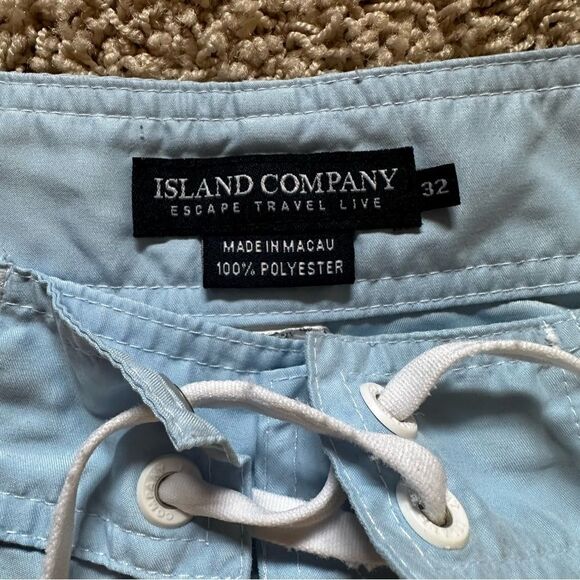 ISLAND COMPANY
ESCAPE TRAVEL LIVE
32
MADE IN MACAU
100% POLYESTER